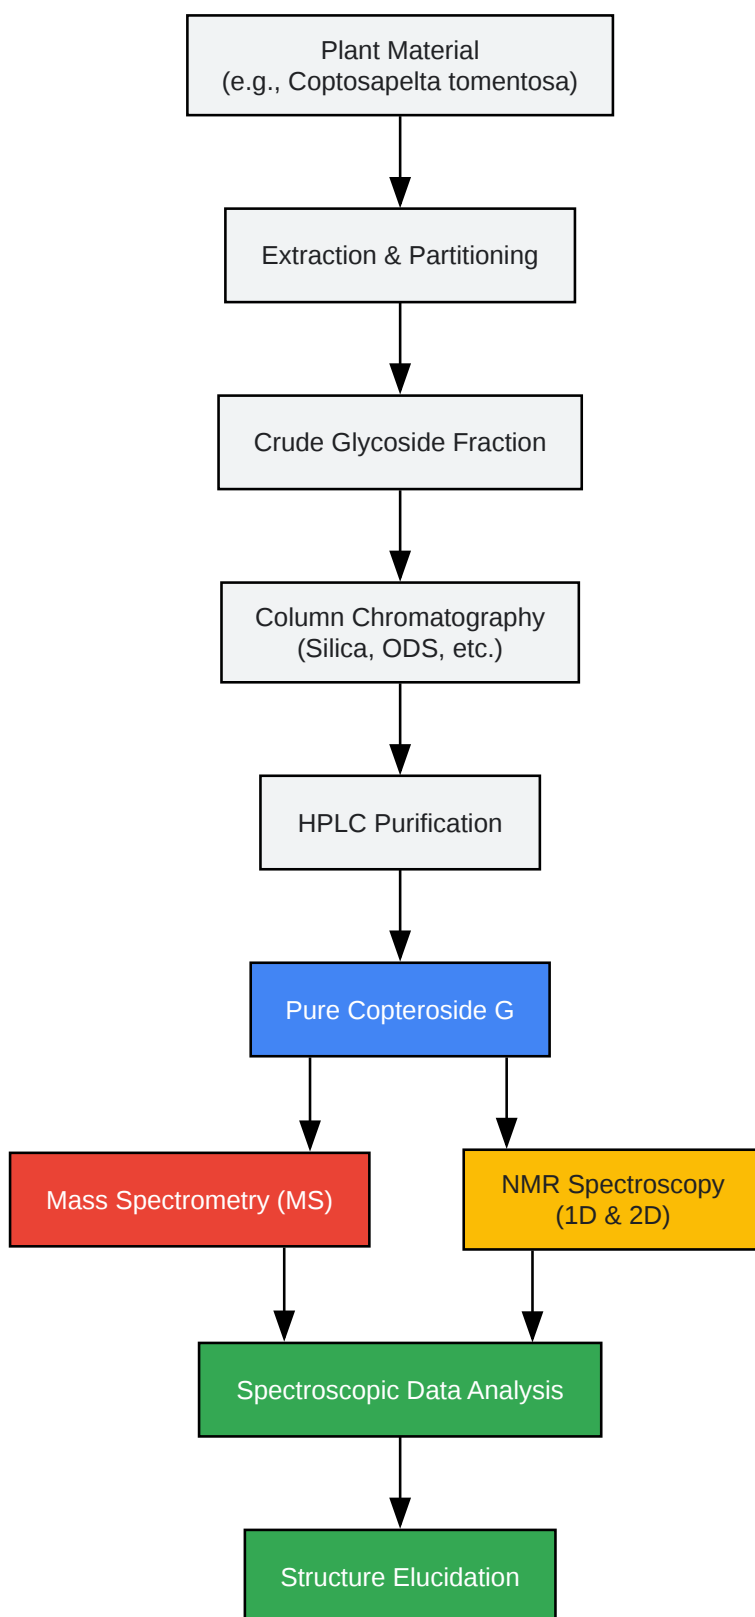 Plant Material
(e.g., Coptosapelta tomentosa)
Extraction & Partitioning
Crude Glycoside Fraction
Column Chromatography
(Silica, ODS, etc.)
HPLC Purification
Pure Copteroside G
Mass Spectrometry (MS)
NMR Spectroscopy
(1D & 2D)
Spectroscopic Data Analysis
Structure Elucidation